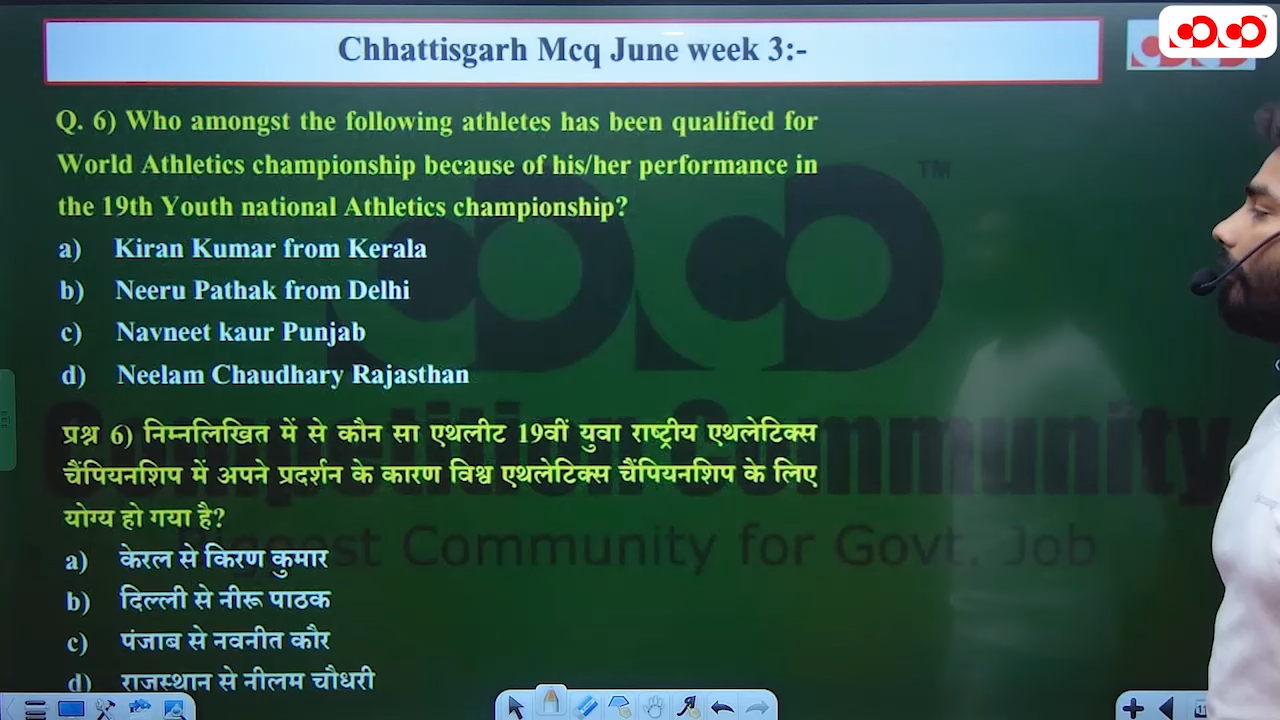 Chhattisgarh Mcq June week 3:-
Q. 6) Who amongst the following athletes has been qualified for
World Athletics championship because of his/her performance in
the 19th Youth national Athletics championship?
a) Kiran Kumar from Kerala
b) Neeru Pathak from Delhi
c) Navneet kaur Punjab
d) Neelam Chaudhary Rajasthan
प्रश्न 6) निम्नलिखित में से कौन सा एथलीट 19वीं युवा राष्ट्रीय एथलेटिक्स
चैंपियनशिप में अपने प्रदर्शन के कारण विश्व एथलेटिक्स चैंपियनशिप के लिए
योग्य हो गया है?
a) केरल से किरण कुमार
b) दिल्ली से नीरू पाठक
c) पंजाब से नवनीत कौर
d) राजस्थान से नीलम चौधरी
TM
Competition Community
Biggest Community for Govt. Job